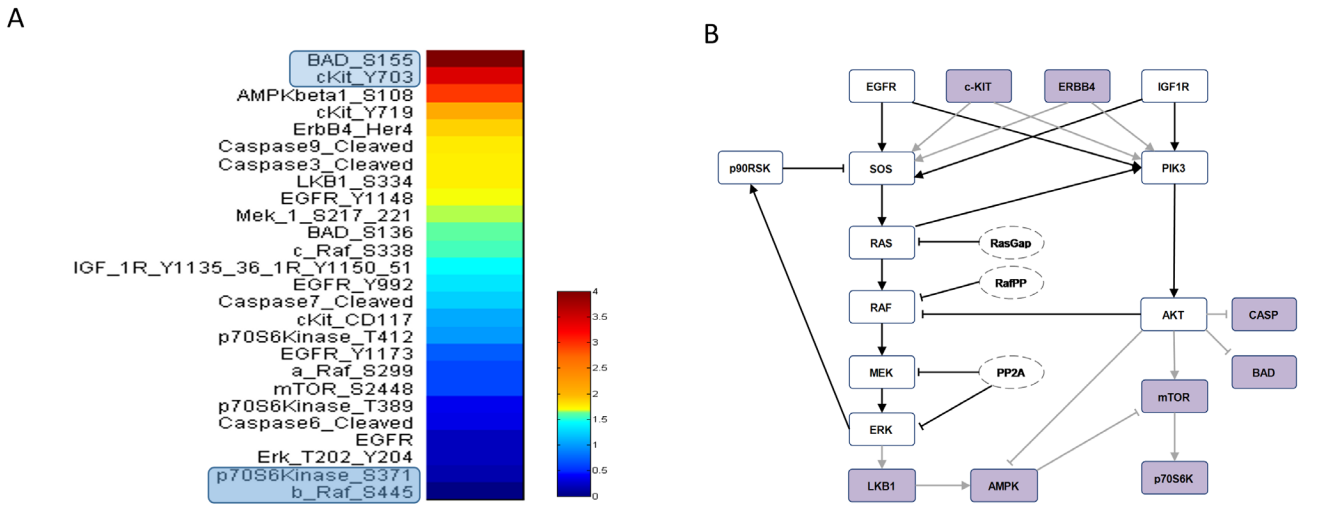 A
BAD_S155
cKit_Y703
AMPKbeta1_S108
cKit_Y719
ErbB4_Her4
Caspase9_Cleaved
Caspase3_Cleaved
LKB1_S334
EGFR_Y1148
Mek_1_S217_221
BAD_S136
c_Raf_S338
IGF_1R_Y1135_36_1R_Y1150_51
EGFR_Y992
Caspase7_Cleaved
cKit_CD117
p70S6Kinase_T412
EGFR_Y1173
a_Raf_S299
mTOR_S2448
p70S6Kinase_T389
Caspase6_Cleaved
EGFR
Erk_T202_Y204
p70S6Kinase_S371
b_Raf_S445
4
3.5
3
2.5
2
1.5
1
0.5
0
B
EGFR c-KIT ERBB4 IGF1R
p90RSK SOS PIK3
RAS RasGap
RafPP
RAF AKT CASP
MEK PP2A BAD
mTOR
ERK
LKB1 AMPK p70S6K